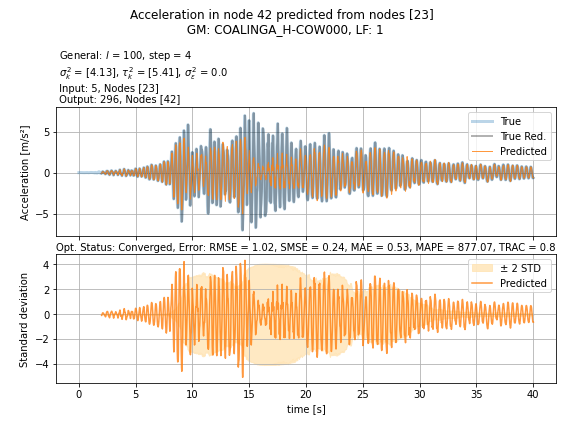 Acceleration in node 42 predicted from nodes [23]
GM: COALINGA_H-COW000, LF: 1
General: l = 100, step = 4
σ²ₖ = [4.13], τ²ₖ = [5.41], σ²ₑ = 0.0
Input: 5, Nodes [23]
Output: 296, Nodes [42]
Acceleration [m/s²]
5
0
−5
True
True Red.
Predicted
Opt. Status: Converged, Error: RMSE = 1.02, SMSE = 0.24, MAE = 0.53, MAPE = 877.07, TRAC = 0.8
Standard deviation
4
2
0
−2
−4
± 2 STD
Predicted
0 5 10 15 20 25 30 35 40
time [s]